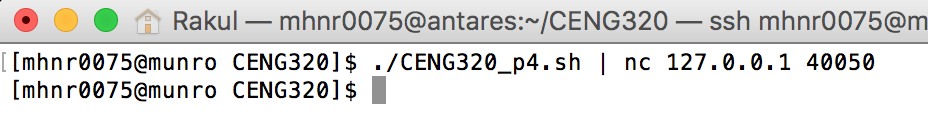 Rakul — mhnr0075@antares:~/CENG320 — ssh mhnr0075@m
[[mhnr0075@munro CENG320]$ ./CENG320_p4.sh | nc 127.0.0.1 40050
[mhnr0075@munro CENG320]$